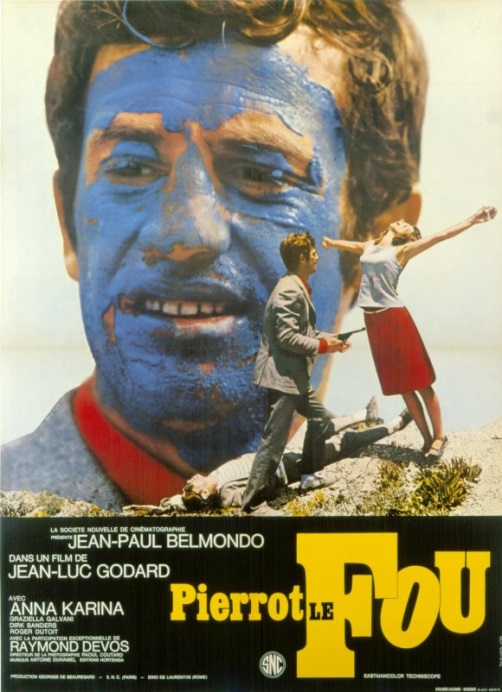 LA SOCIETE NOUVELLE DE CINÉMATOGRAPHIE
PRÉSENTE JEAN-PAUL BELMONDO
DANS UN FILM DE
JEAN-LUC GODARD
AVEC
ANNA KARINA
GRAZIELLA GALVANI
DIRK SANDERS
ROGER DUTOIT
AVEC LA PARTICIPATION EXCEPTIONNELLE DE
RAYMOND DEVOS
DIRECTEUR DE LA PHOTOGRAPHIE RAOUL COUTARD
MUSIQUE ANTOINE DUHAMEL EDITIONS HORTENSIA
Pierrot LE FOU
PRODUCTION GEORGES DE BEAUREGARD - S.N.C. (PARIS) - DINO DE LAURENTIIS (ROME)
SNC
EASTMANCOLOR TECHNISCOPE